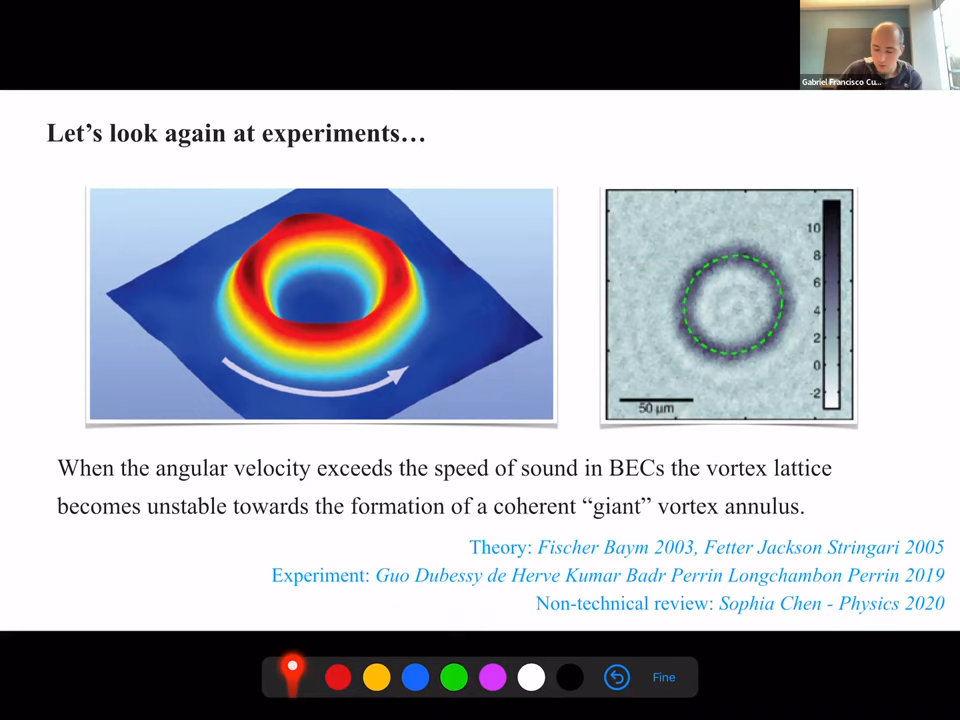 Gabriel Francisco Cu...
Let's look again at experiments…
10
8
6
4
2
0
-2
50 µm
When the angular velocity exceeds the speed of sound in BECs the vortex lattice
becomes unstable towards the formation of a coherent “giant” vortex annulus.
Theory: Fischer Baym 2003, Fetter Jackson Stringari 2005
Experiment: Guo Dubessy de Herve Kumar Badr Perrin Longchambon Perrin 2019
Non-technical review: Sophia Chen - Physics 2020
Fine